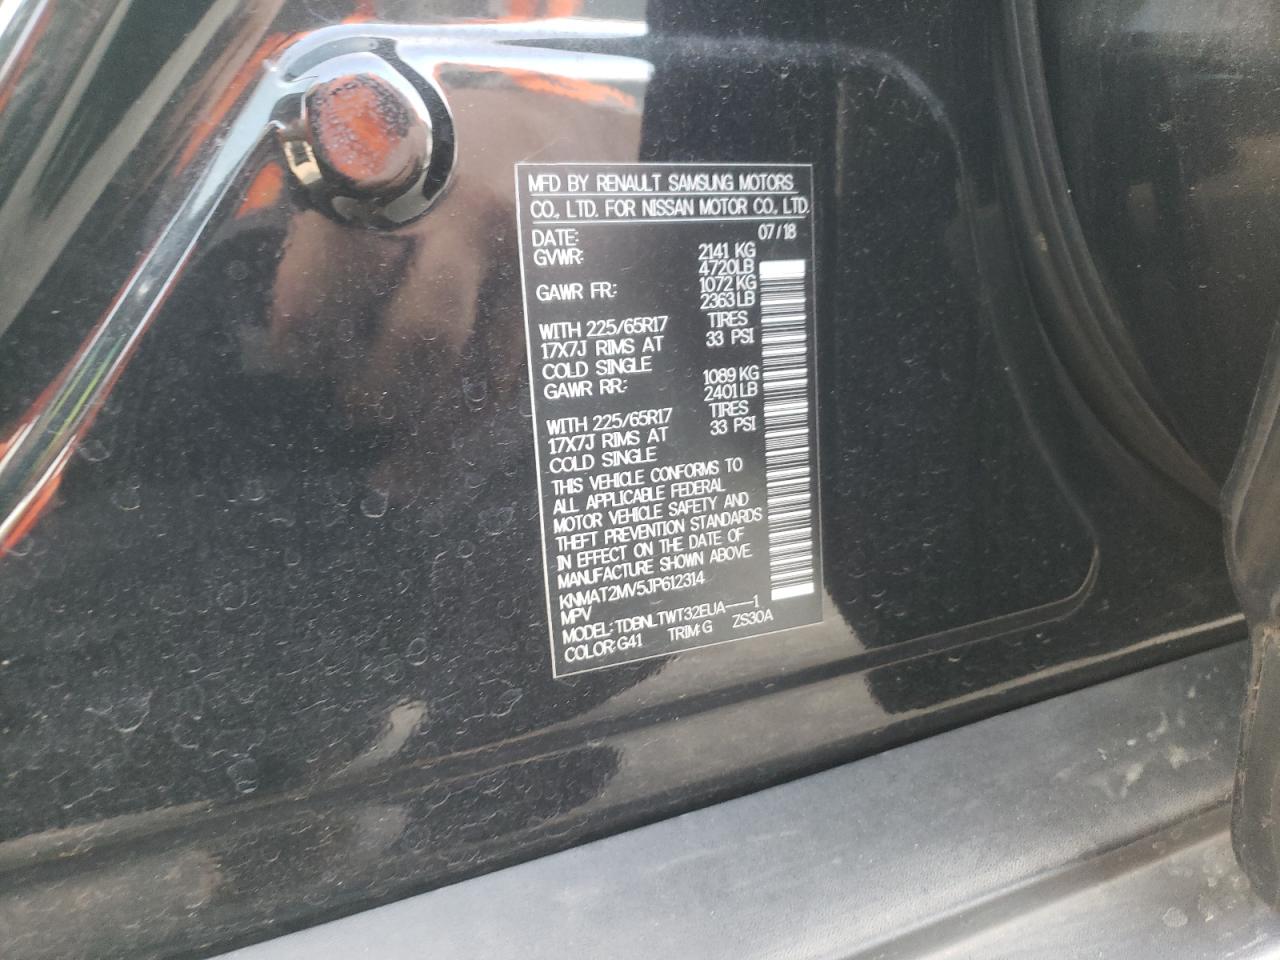 MFD BY RENAULT SAMSUNG MOTORS
CO., LTD. FOR NISSAN MOTOR CO., LTD.
DATE: 07/18
GVWR: 2141 KG
4720LB
GAWR FR: 1072 KG
2363LB
WITH 225/65R17 TIRES
17X7J RIMS AT 33 PSI
COLD SINGLE
GAWR RR: 1089 KG
2401LB
WITH 225/65R17 TIRES
17X7J RIMS AT 33 PSI
COLD SINGLE
THIS VEHICLE CONFORMS TO
ALL APPLICABLE FEDERAL
MOTOR VEHICLE SAFETY AND
THEFT PREVENTION STANDARDS
IN EFFECT ON THE DATE OF
MANUFACTURE SHOWN ABOVE.
KNMAT2MV5JP612314
MPV
MODEL: TDBNLTWT32EUA----1
COLOR: G41 TRIM: G ZS30A